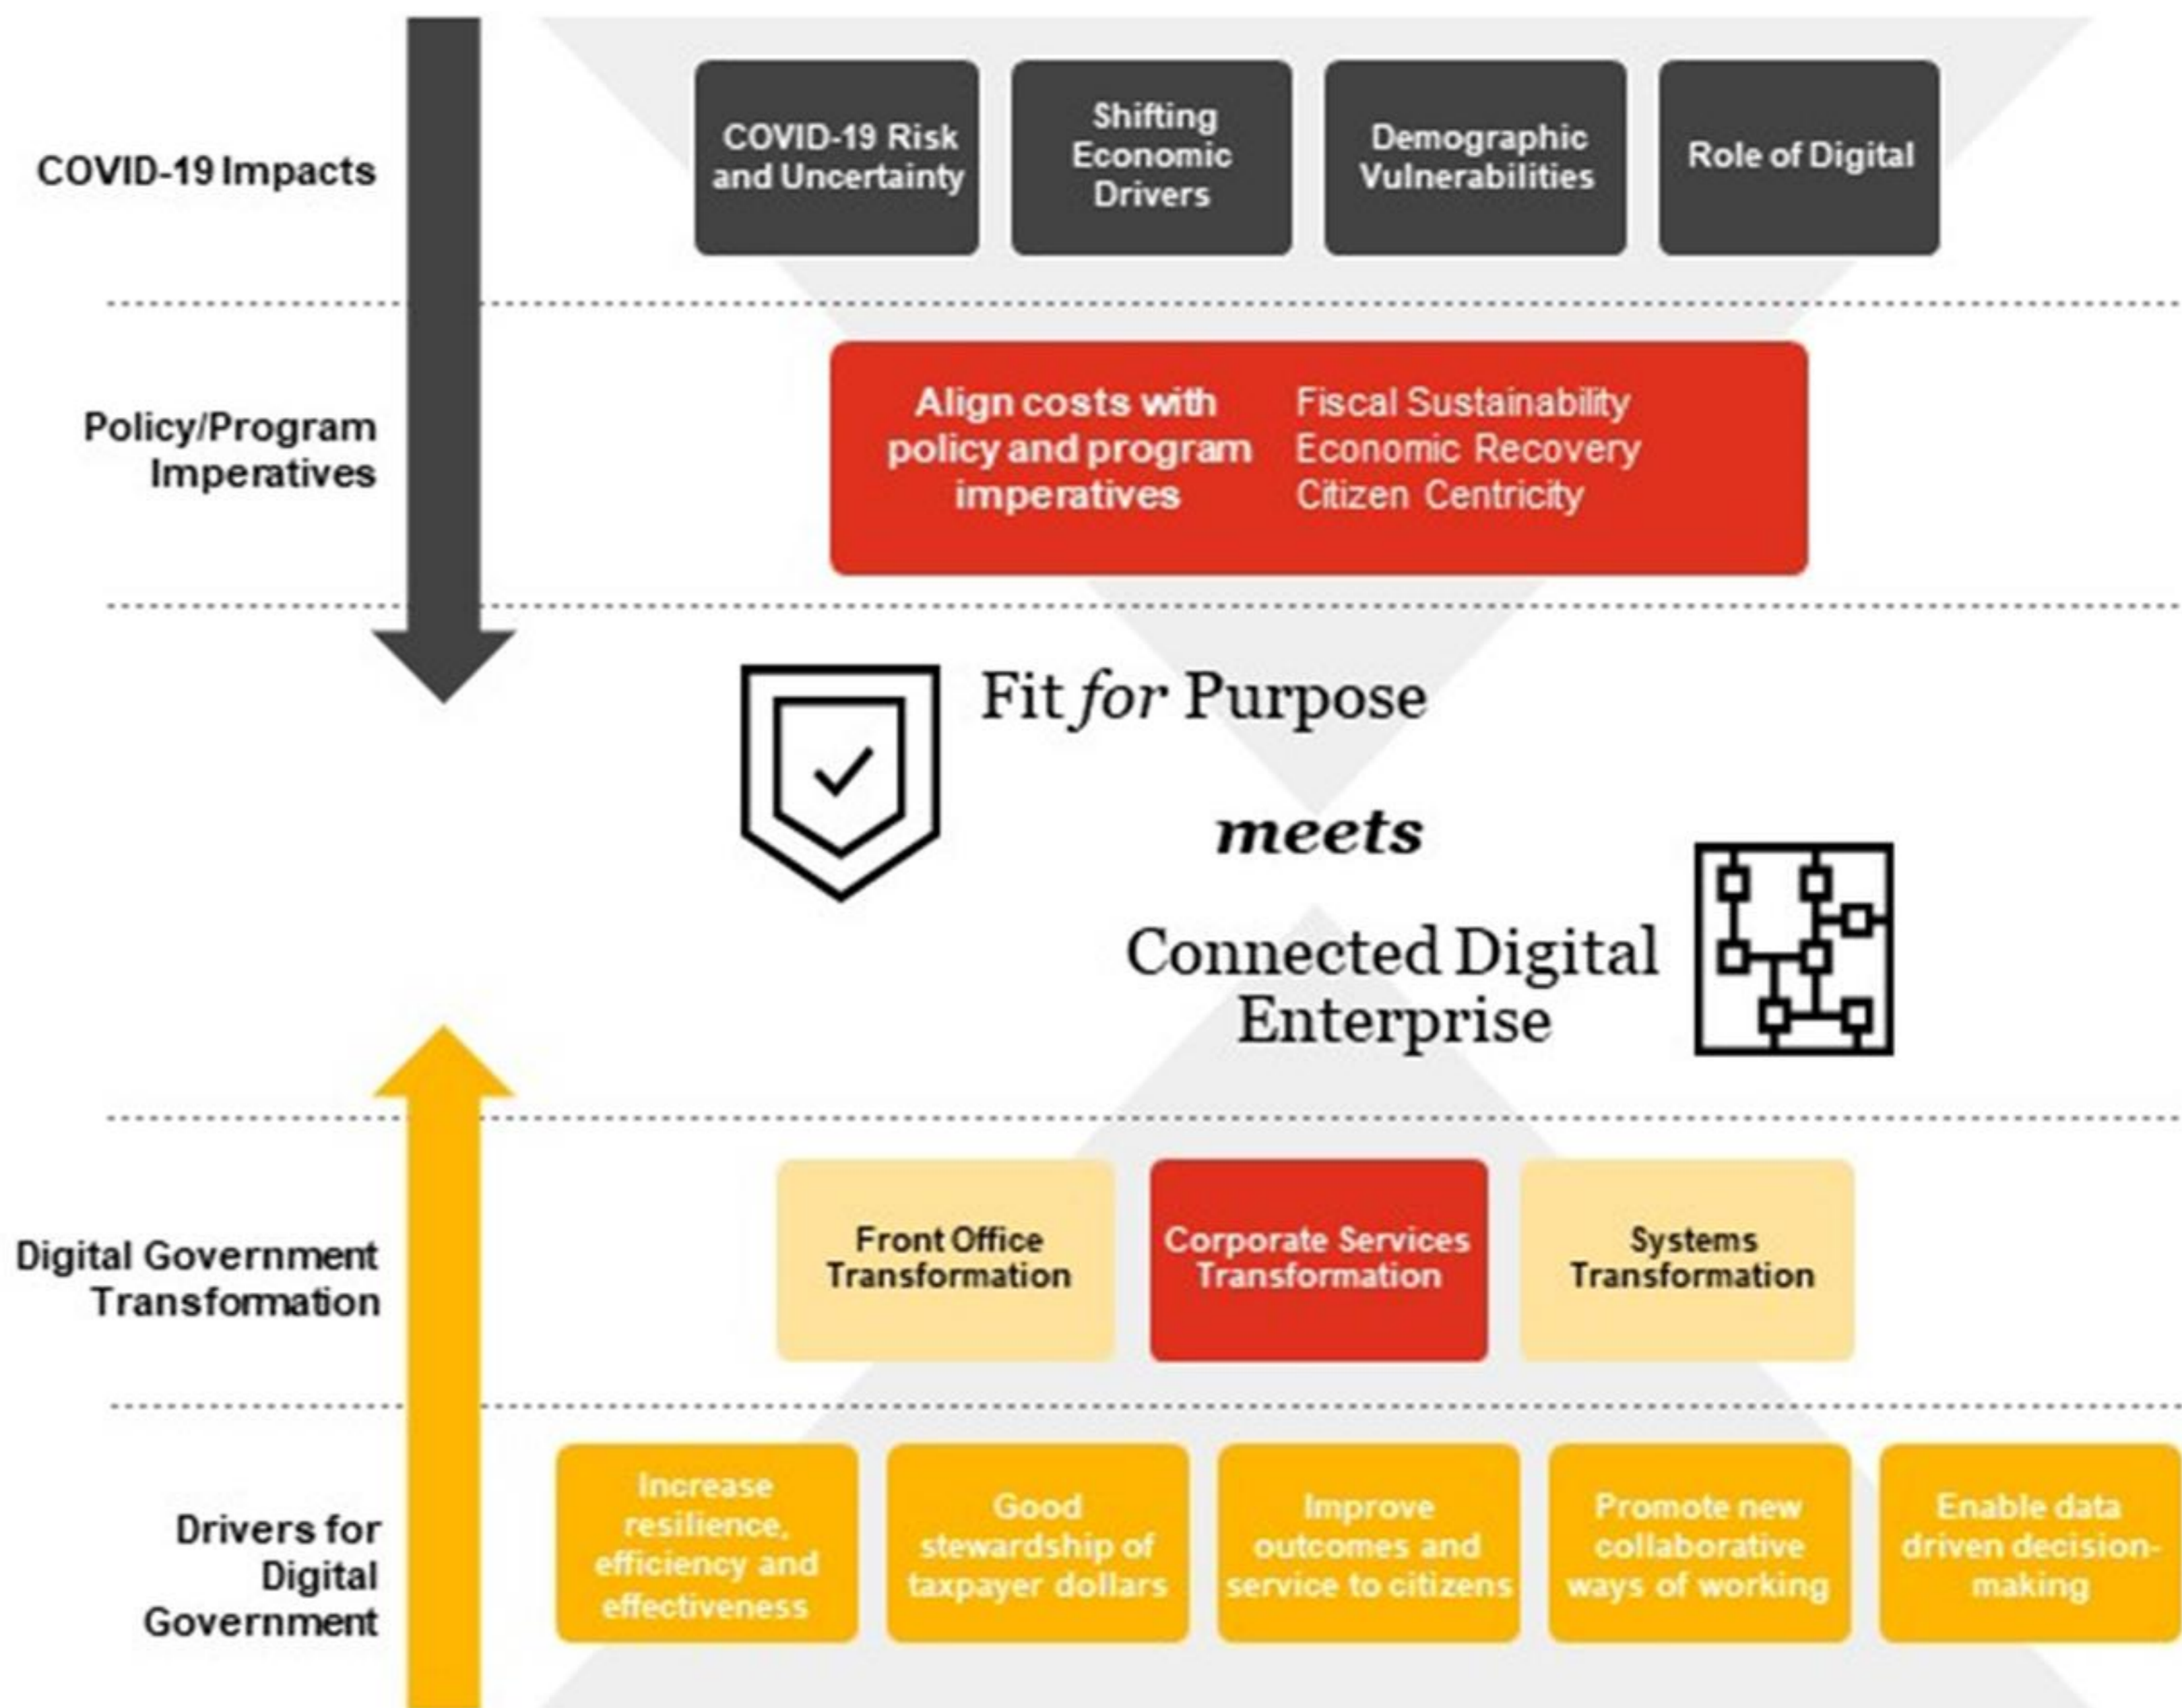 COVID-19 Impacts
COVID-19 Risk
and Uncertainty
Shifting
Economic
Drivers
Demographic
Vulnerabilities
Role of Digital
Policy/Program
Imperatives
Align costs with
policy and program
imperatives
Fiscal Sustainability
Economic Recovery
Citizen Centricity
Fit for Purpose
meets
Connected Digital
Enterprise
Digital Government
Transformation
Front Office
Transformation
Corporate Services
Transformation
Systems
Transformation
Drivers for
Digital
Government
Increase
resilience,
efficiency and
effectiveness
Good
stewardship of
taxpayer dollars
Improve
outcomes and
service to citizens
Promote new
collaborative
ways of working
Enable data
driven decision-
making